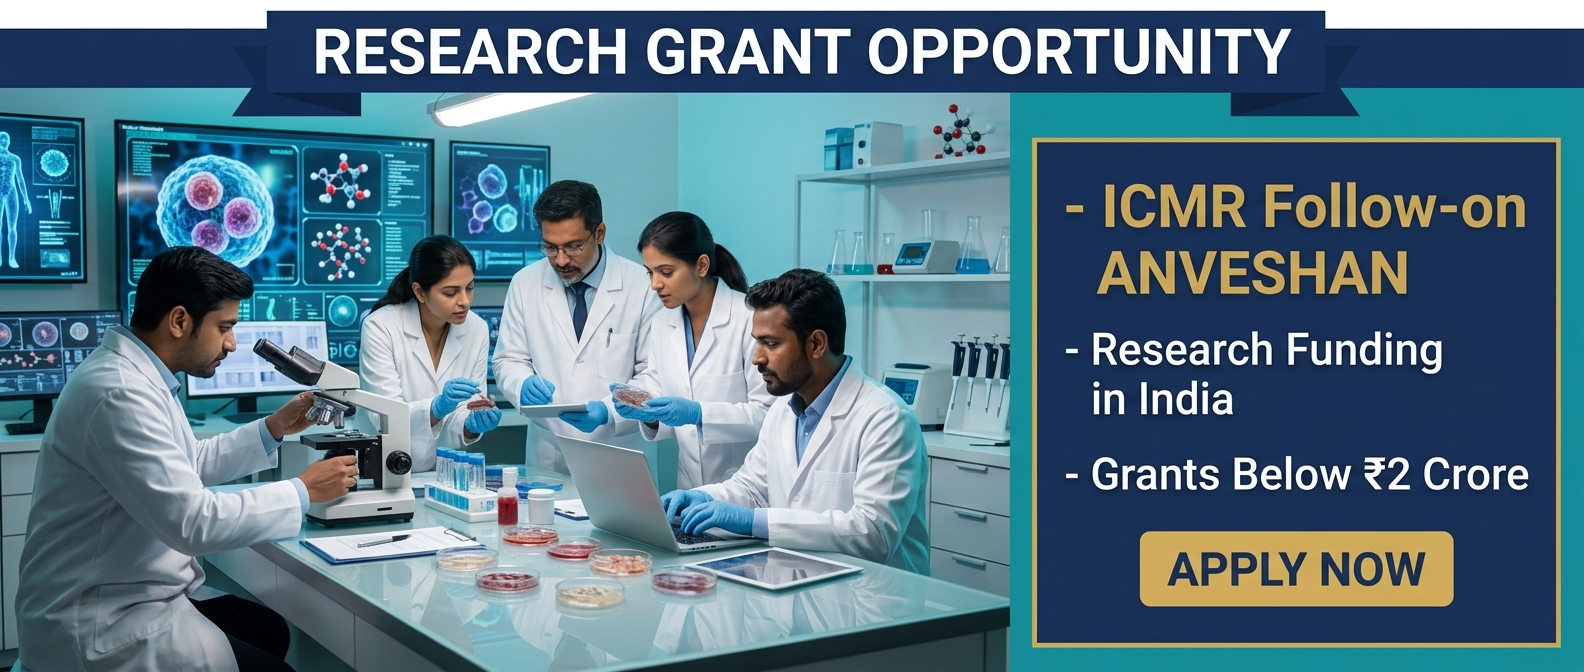 RESEARCH GRANT OPPORTUNITY
- ICMR Follow-on
ANVESHAN
- Research Funding
in India
- Grants Below ₹2 Crore
APPLY NOW